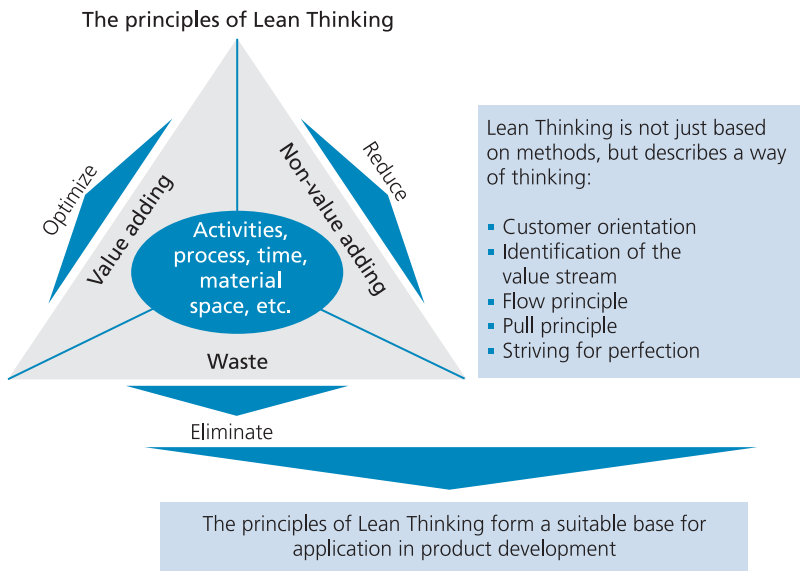 The principles of Lean Thinking
Optimize
Value adding
Non-value adding
Reduce
Activities,
process, time,
material
space, etc.
Waste
Eliminate
Lean Thinking is not just based
on methods, but describes a way
of thinking:
▪ Customer orientation
▪ Identification of the
value stream
▪ Flow principle
▪ Pull principle
▪ Striving for perfection
The principles of Lean Thinking form a suitable base for
application in product development